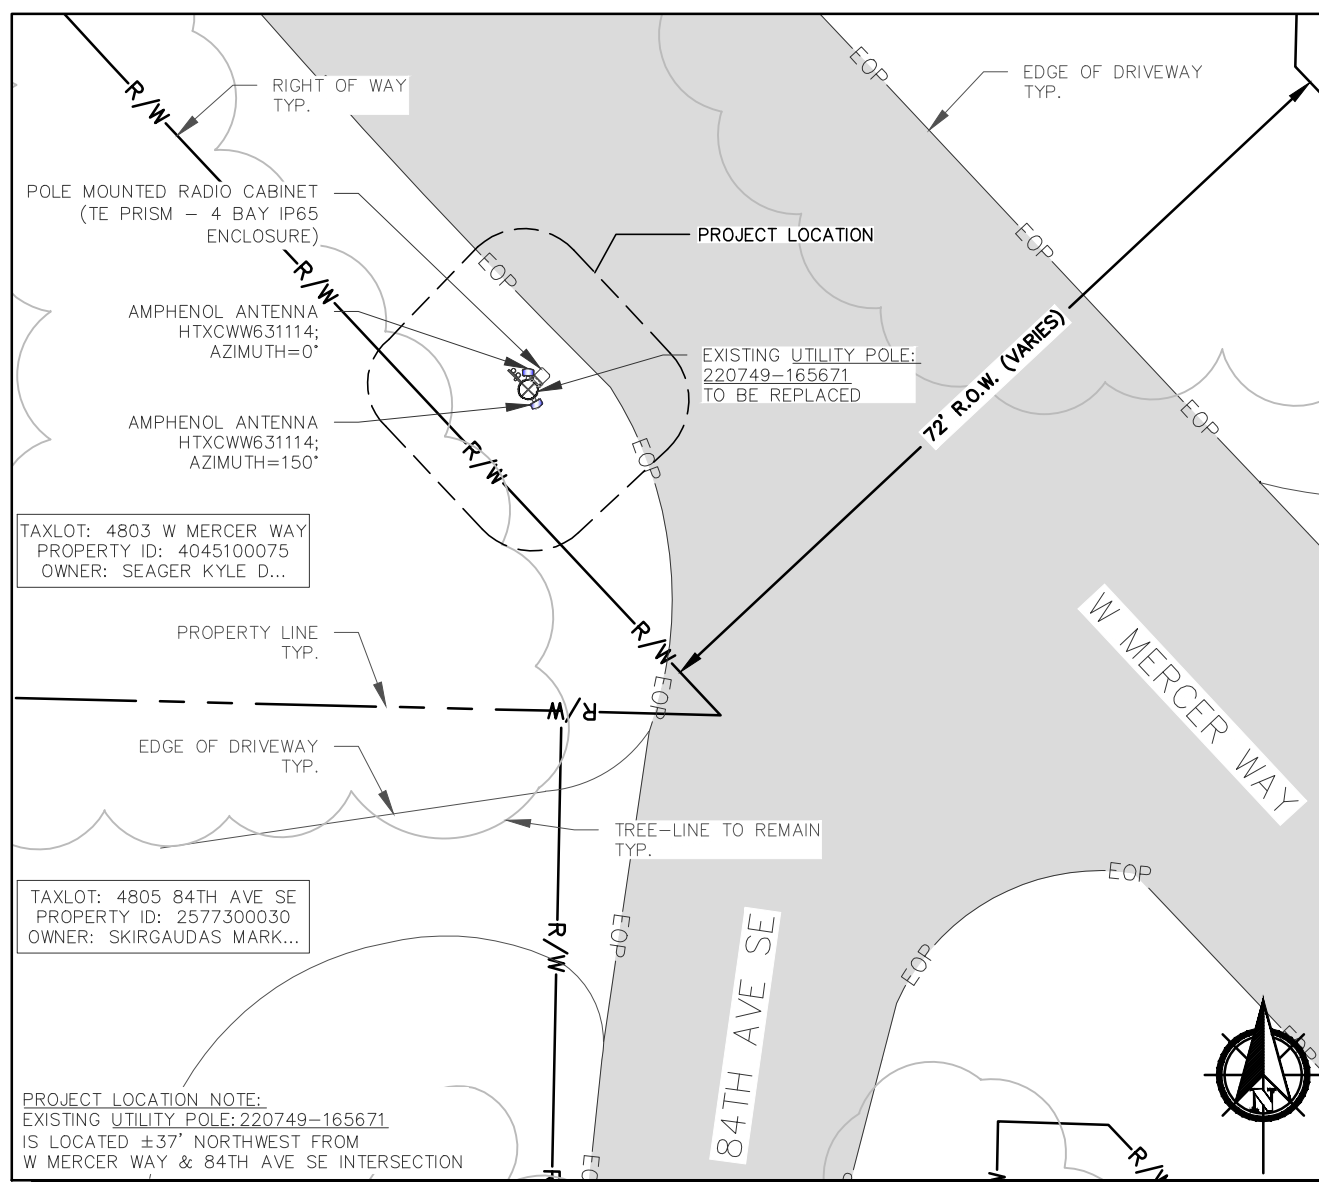 RIGHT OF WAY
TYP.
EDGE OF DRIVEWAY
TYP.
EOP
R/W
POLE MOUNTED RADIO CABINET
(TE PRISM – 4 BAY IP65
ENCLOSURE)
PROJECT LOCATION
EOP
EOP
R/W
AMPHENOL ANTENNA
HTXCWW631114;
AZIMUTH=0°
EXISTING UTILITY POLE:
220749–165671
TO BE REPLACED
72' R.O.W. (VARIES)
EOP
AMPHENOL ANTENNA
HTXCWW631114;
AZIMUTH=150°
EOP
R/W
TAXLOT: 4803 W MERCER WAY
PROPERTY ID: 4045100075
OWNER: SEAGER KYLE D...
PROPERTY LINE
TYP.
R/W
W MERCER WAY
EOP
R/W
EDGE OF DRIVEWAY
TYP.
TREE–LINE TO REMAIN
TYP.
EOP
TAXLOT: 4805 84TH AVE SE
PROPERTY ID: 2577300030
OWNER: SKIRGAUDAS MARK...
R/W
EOP
84TH AVE SE
EOP
N
PROJECT LOCATION NOTE:
EXISTING UTILITY POLE: 220749–165671
IS LOCATED ±37' NORTHWEST FROM
W MERCER WAY & 84TH AVE SE INTERSECTION
R/W